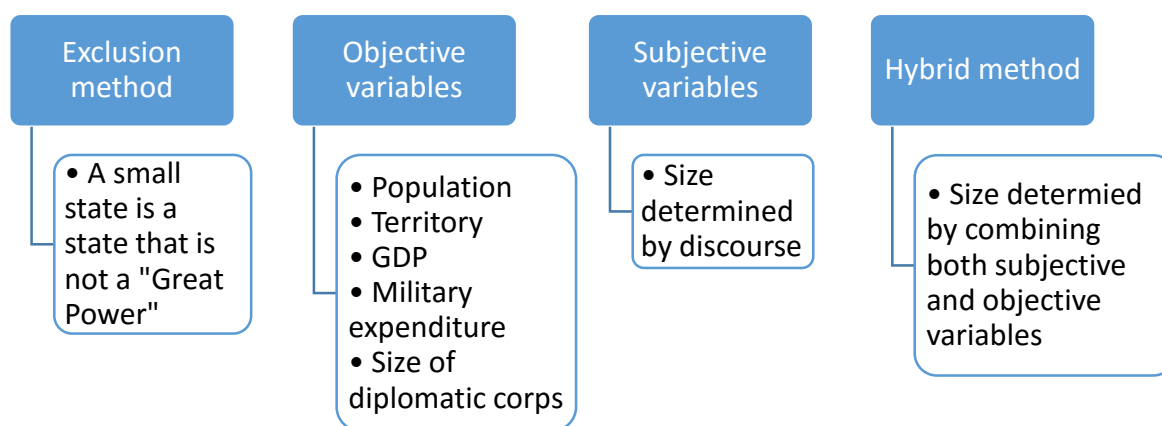 Exclusion
method
• A small
state is a
state that is
not a "Great
Power"
Objective
variables
• Population
• Territory
• GDP
• Military
expenditure
• Size of
diplomatic corps
Subjective
variables
• Size
determined
by discourse
Hybrid method
• Size determied
by combining
both subjective
and objective
variables